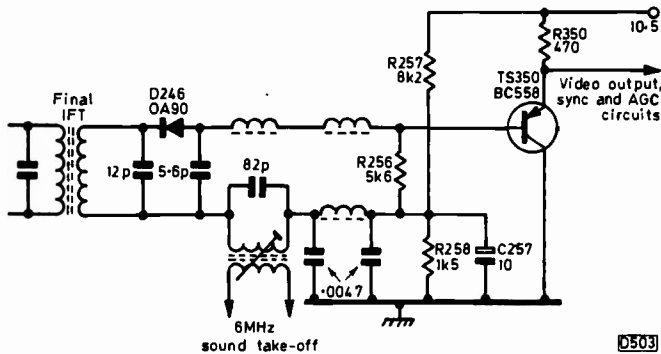 R350
470
10·5
R257
8k2
TS350
BC558
Video output,
sync and AGC
circuits
Final
IFT
D246
OA90
12p
5·6p
82p
R256
5k6
R258
1k5
C257
10
·0047
6MHz
sound take-off
D503